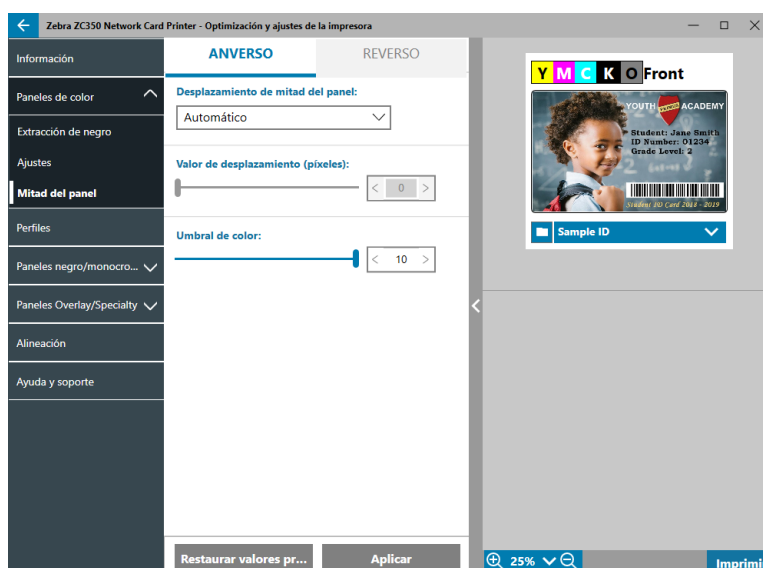 Zebra ZC350 Network Card Printer - Optimización y ajustes de la impresora
Información
Paneles de color
Extracción de negro
Ajustes
Mitad del panel
Perfiles
Paneles negro/monocro...
Paneles Overlay/Specialty
Alineación
Ayuda y soporte
ANVERSO
REVERSO
Desplazamiento de mitad del panel:
Automático
Valor de desplazamiento (píxeles):
< 0 >
Umbral de color:
< 10 >
Restaurar valores pr...
Aplicar
Y M C K O Front
YOUTH ACADEMY
Student: Jane Smith
ID Number: 01234
Grade Level: 2
Student ID Card 2018 - 2019
Sample ID
25%
Imprimi